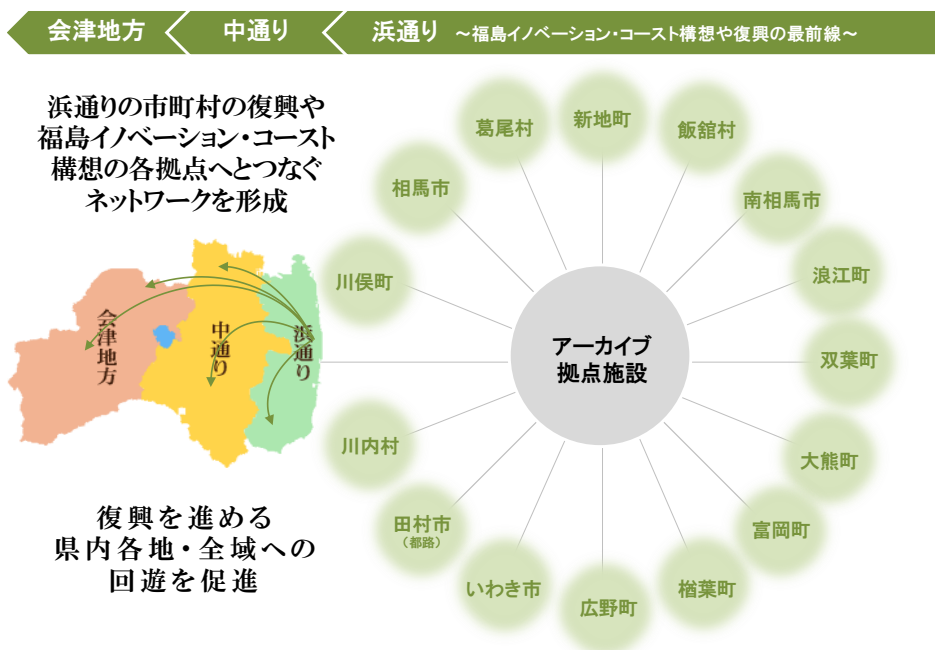 会津地方
中通り
浜通り ～福島イノベーション・コースト構想や復興の最前線～
浜通りの市町村の復興や
福島イノベーション・コースト
構想の各拠点へとつなぐ
ネットワークを形成
会津地方
中通り
浜通り
復興を進める
県内各地・全域への
回遊を促進
アーカイブ
拠点施設
新地町
飯舘村
南相馬市
浪江町
双葉町
大熊町
富岡町
楢葉町
広野町
いわき市
田村市
（都路）
川内村
川俣町
相馬市
葛尾村